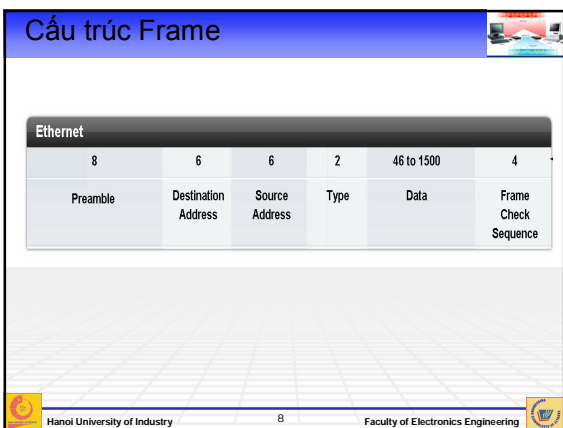 Cấu trúc Frame
Ethernet
8 6 6 2 46 to 1500 4
Preamble Destination Address Source Address Type Data Frame Check Sequence
Hanoi University of Industry 8 Faculty of Electronics Engineering